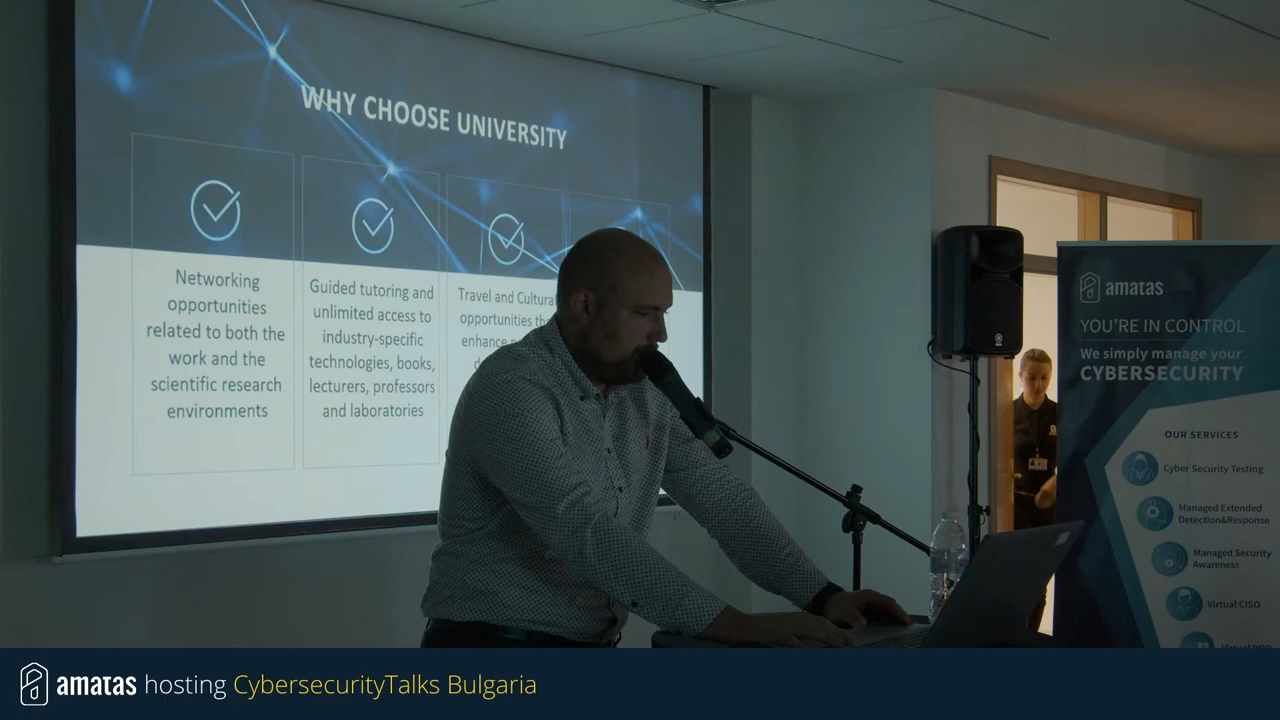 WHY CHOOSE UNIVERSITY
Networking
opportunities
related to both the
work and the
scientific research
environments
Guided tutoring and
unlimited access to
industry-specific
technologies, books,
lecturers, professors
and laboratories
Travel and Cultural
opportunities
enhance
amatas
YOU'RE IN CONTROL
We simply manage your
CYBERSECURITY
OUR SERVICES
Cyber Security Testing
Managed Extended
Detection&Response
Managed Security
Awareness
Virtual CISO
amatas hosting CybersecurityTalks Bulgaria